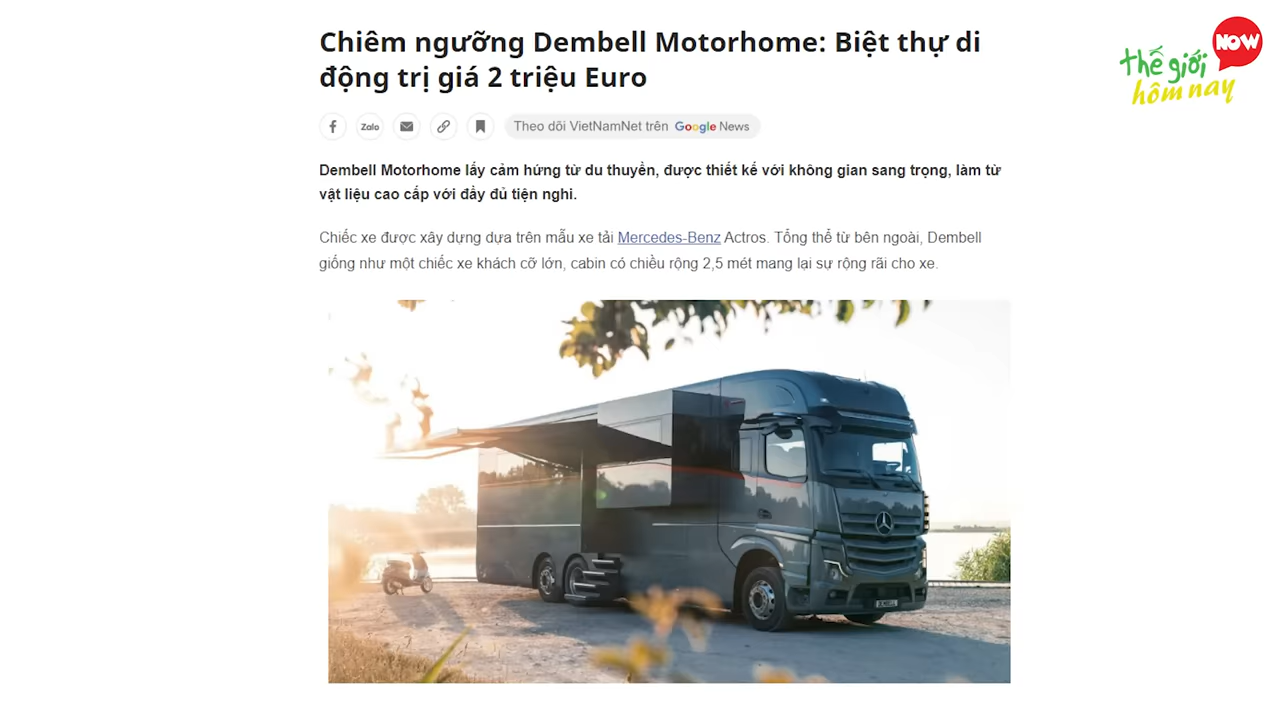 Chiêm ngưỡng Dembell Motorhome: Biệt thự di
động trị giá 2 triệu Euro
NOW
thế giới
hôm nay
Zalo
Theo dõi VietNamNet trên Google News
Dembell Motorhome lấy cảm hứng từ du thuyền, được thiết kế với không gian sang trọng, làm từ
vật liệu cao cấp với đầy đủ tiện nghi.
Chiếc xe được xây dựng dựa trên mẫu xe tải Mercedes-Benz Actros. Tổng thể từ bên ngoài, Dembell
giống như một chiếc xe khách cỡ lớn, cabin có chiều rộng 2,5 mét mang lại sự rộng rãi cho xe.
DEMBELL